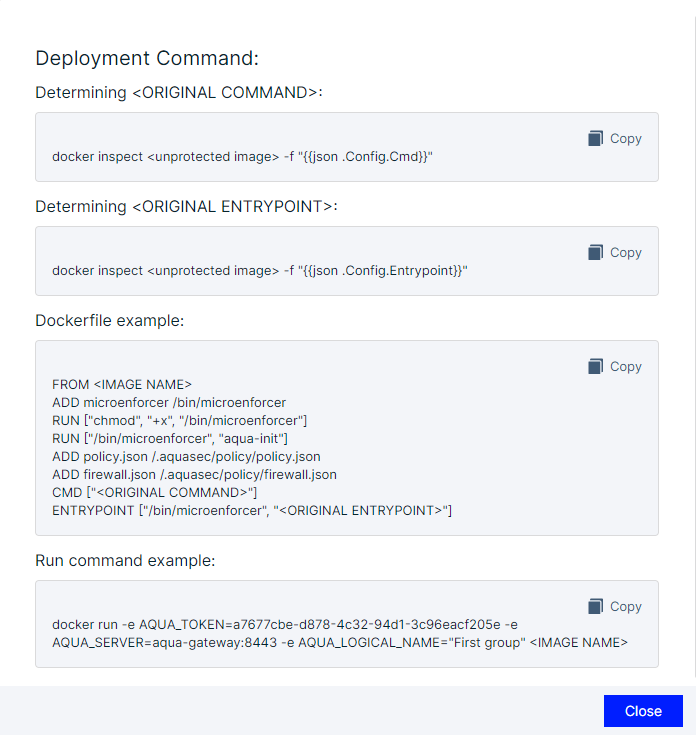 Deployment Command:
Determining <ORIGINAL COMMAND>:
Copy
docker inspect <unprotected image> -f "{{json .Config.Cmd}}"
Determining <ORIGINAL ENTRYPOINT>:
Copy
docker inspect <unprotected image> -f "{{json .Config.Entrypoint}}"
Dockerfile example:
Copy
FROM <IMAGE NAME>
ADD microenforcer /bin/microenforcer
RUN ["chmod", "+x", "/bin/microenforcer"]
RUN ["/bin/microenforcer", "aqua-init"]
ADD policy.json /.aquasec/policy/policy.json
ADD firewall.json /.aquasec/policy/firewall.json
CMD ["<ORIGINAL COMMAND>"]
ENTRYPOINT ["/bin/microenforcer", "<ORIGINAL ENTRYPOINT>"]
Run command example:
Copy
docker run -e AQUA_TOKEN=a7677cbe-d878-4c32-94d1-3c96eacf205e -e
AQUA_SERVER=aqua-gateway:8443 -e AQUA_LOGICAL_NAME="First group" <IMAGE NAME>
Close